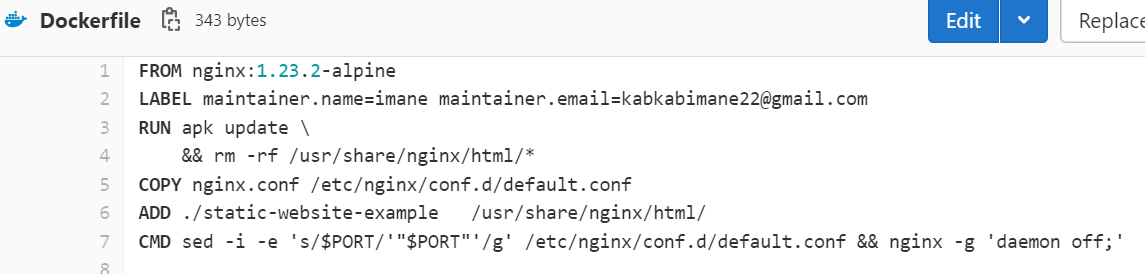 Dockerfile 343 bytes Edit Replace
1 FROM nginx:1.23.2-alpine
2 LABEL maintainer.name=imane maintainer.email=kabkabimane22@gmail.com
3 RUN apk update \
4     && rm -rf /usr/share/nginx/html/*
5 COPY nginx.conf /etc/nginx/conf.d/default.conf
6 ADD ./static-website-example   /usr/share/nginx/html/
7 CMD sed -i -e 's/$PORT/'"$PORT"'/g' /etc/nginx/conf.d/default.conf && nginx -g 'daemon off;'
8